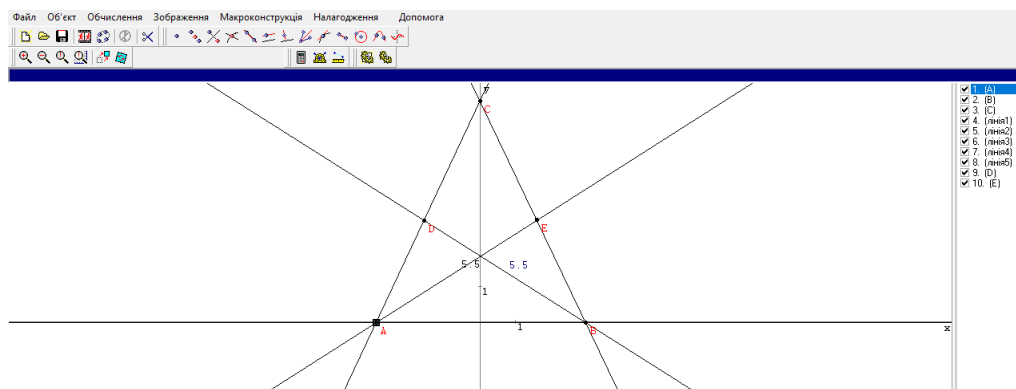 Файл Об'єкт Обчислення Зображення Макроконструкція Налагодження Допомога
y
C
D
E
5.5 5.5
1
A
1
B
x
1. (A)
2. (B)
3. (C)
4. (лінія1)
5. (лінія2)
6. (лінія3)
7. (лінія4)
8. (лінія5)
9. (D)
10. (E)